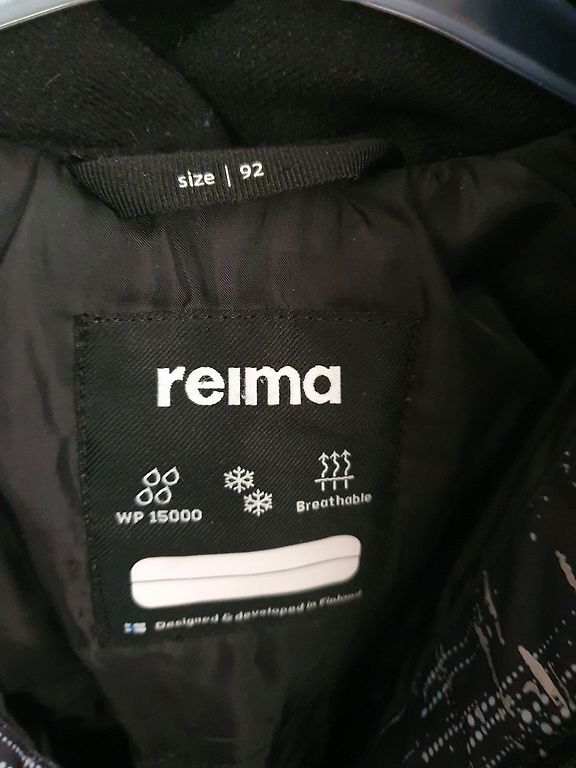 size | 92
reima
WP 15000
Breathable
Designed & developed in Finland